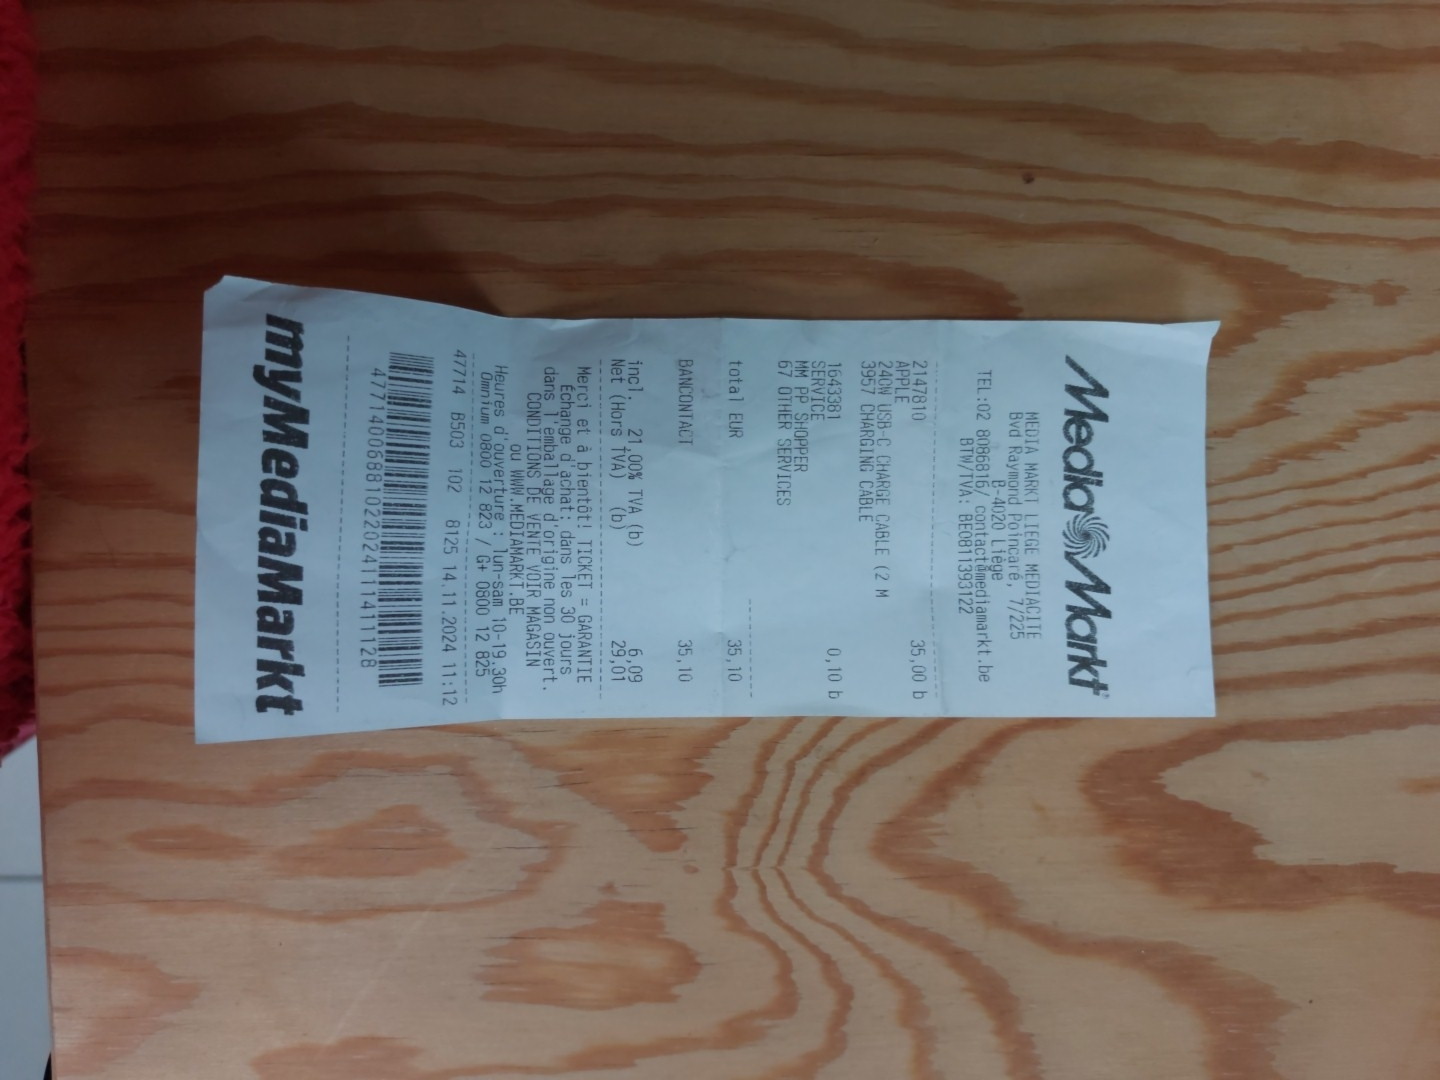 MediaMarkt
MEDIA MARKT LIEGE MEDIACITE
Bvd Raymond Poincaré, 7/225
B-4020 Liège
TEL:02 8086816/ contact@mediamarkt.be
BTW/TVA: BE0811393122
2147810 35,00 b
APPLE
240W USB-C CHARGE CABLE (2 M
3957 CHARGING CABLE
1643381 0,10 b
SERVICE
MM PP SHOPPER
67 OTHER SERVICES
total EUR 35,10
BANCONTACT 35,10
incl. 21,00% TVA (b) 6,09
Net (Hors TVA) (b) 29,01
Merci et à bientôt! TICKET = GARANTIE
Échange d'achat: dans les 30 jours
dans l'emballage d'origine non ouvert.
CONDITIONS DE VENTE VOIR MAGASIN
ou WWW.MEDIAMARKT.BE
Heures d'ouverture : lun-sam 10-19.30h
Omnium 0800 12 823 / G+ 0800 12 825
47714 B503 102 8125 14.11.2024 11:12
4771400688102202411141112​8
myMediaMarkt